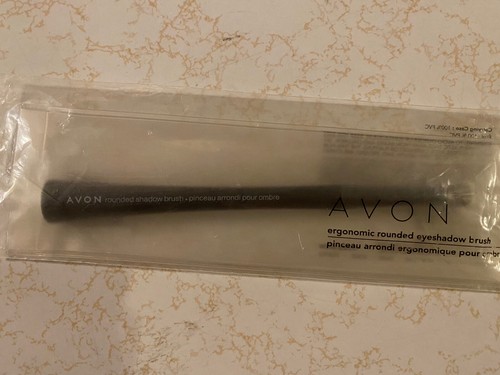 AVON rounded shadow brush • pinceau arrondi pour ombre
AVON
ergonomic rounded eyeshadow brush
pinceau arrondi ergonomique pour ombre